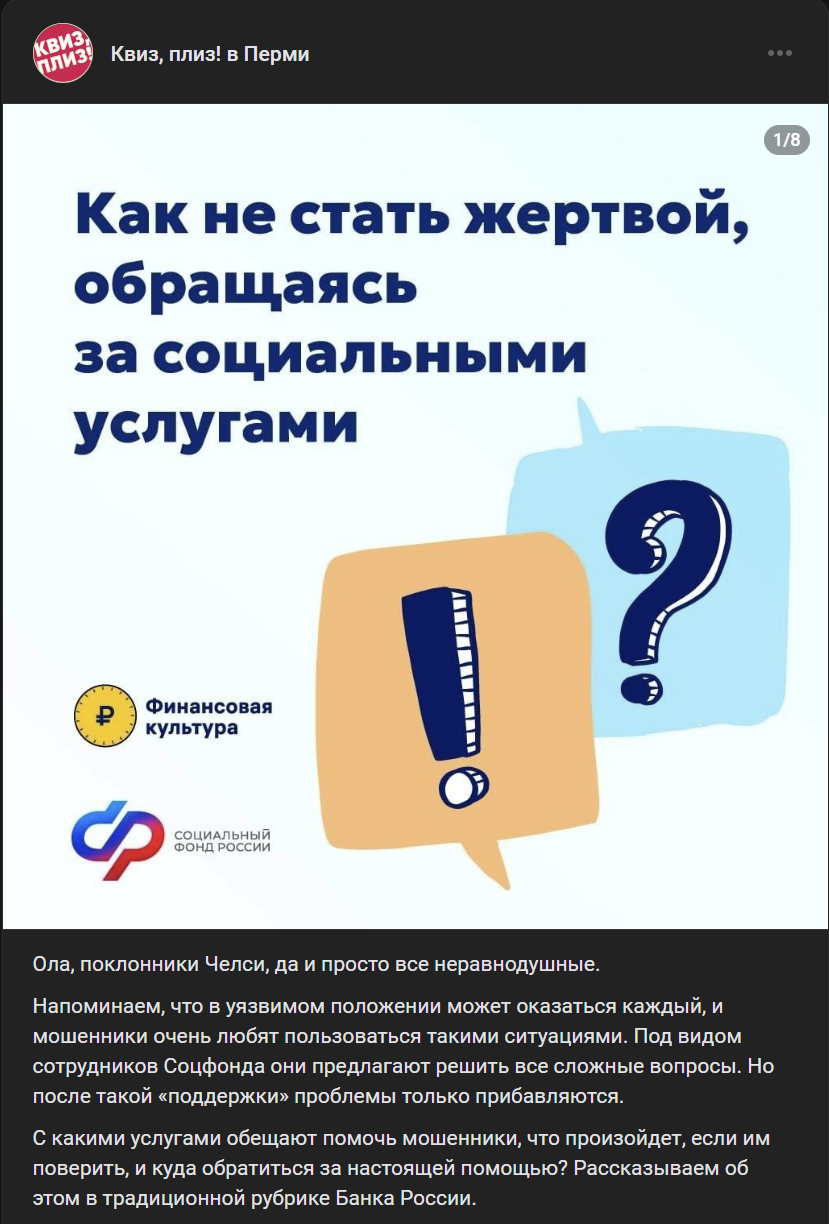 КВИЗ,
ПЛИЗ!
Квиз, плиз! в Перми
1/8
Как не стать жертвой,
обращаясь
за социальными
услугами
Финансовая
культура
СОЦИАЛЬНЫЙ
ФОНД РОССИИ
Ола, поклонники Челси, да и просто все неравнодушные.
Напоминаем, что в уязвимом положении может оказаться каждый, и
мошенники очень любят пользоваться такими ситуациями. Под видом
сотрудников Соцфонда они предлагают решить все сложные вопросы. Но
после такой «поддержки» проблемы только прибавляются.
С какими услугами обещают помочь мошенники, что произойдет, если им
поверить, и куда обратиться за настоящей помощью? Рассказываем об
этом в традиционной рубрике Банка России.